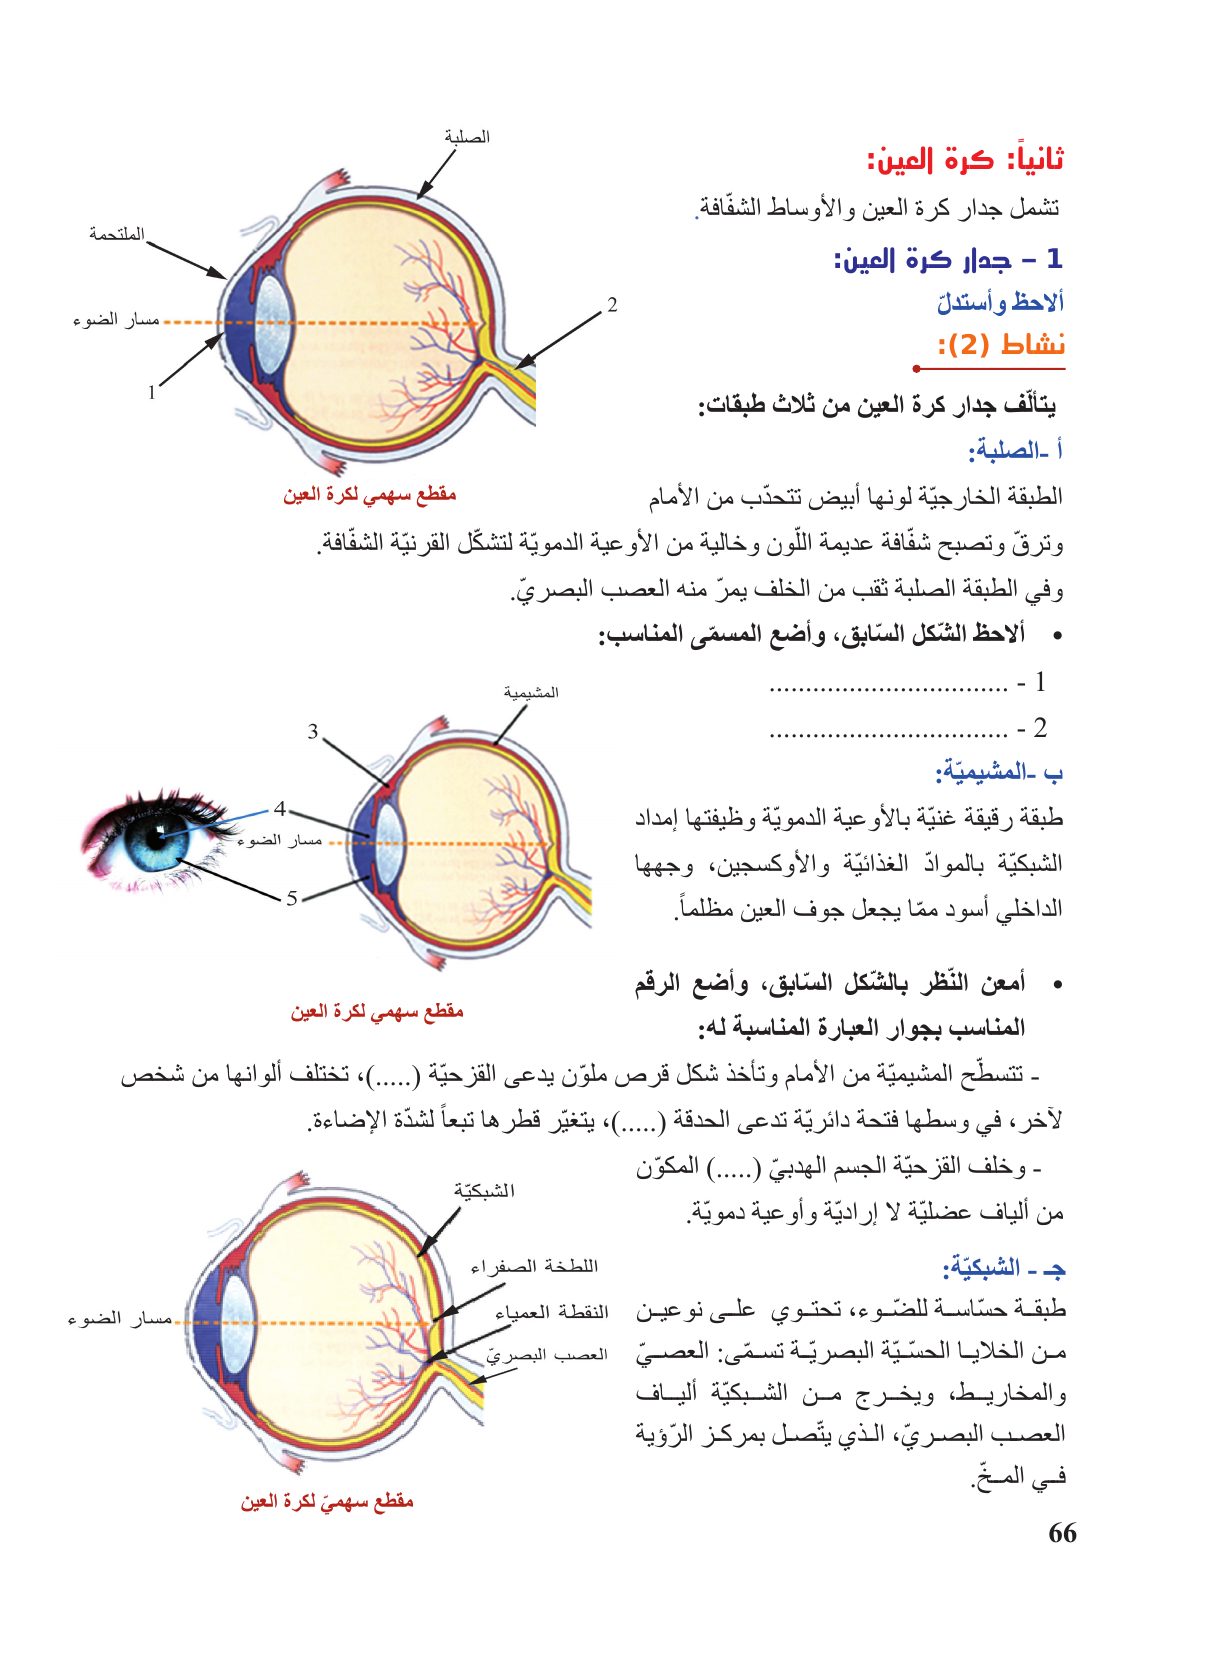 ثانياً: كرة العين:
تشمل جدار كرة العين والأوساط الشفّافة.
1 - جدار كرة العين:
ألاحظ وأستدلّ
نشاط (2):
يتألّف جدار كرة العين من ثلاث طبقات:
أ -الصلبة:
الطبقة الخارجيّة لونها أبيض تتحدّب من الأمام
وترقّ وتصبح شفّافة عديمة اللّون وخالية من الأوعية الدمويّة لتشكّل القرنيّة الشفّافة.
وفي الطبقة الصلبة ثقب من الخلف يمرّ منه العصب البصريّ.
الصلبة
الملتحمة
2
مسار الضوء
1
مقطع سهمي لكرة العين
• ألاحظ الشّكل السّابق، وأضع المسمّى المناسب:
1 - .................................
2 - .................................
ب -المشيميّة:
طبقة رقيقة غنيّة بالأوعية الدمويّة وظيفتها إمداد
الشبكيّة بالموادّ الغذائيّة والأوكسجين، وجهها
الداخلي أسود ممّا يجعل جوف العين مظلماً.
المشيمية
3
4
مسار الضوء
5
مقطع سهمي لكرة العين
• أمعن النّظر بالشّكل السّابق، وأضع الرقم
المناسب بجوار العبارة المناسبة له:
- تتسطّح المشيميّة من الأمام وتأخذ شكل قرص ملوّن يدعى القزحيّة (.....)، تختلف ألوانها من شخص
لآخر، في وسطها فتحة دائريّة تدعى الحدقة (.....)، يتغيّر قطرها تبعاً لشدّة الإضاءة.
- وخلف القزحيّة الجسم الهدبيّ (.....) المكوّن
من ألياف عضليّة لا إراديّة وأوعية دمويّة.
جـ - الشبكيّة:
طبقة حسّاسة للضّوء، تحتوي على نوعين
من الخلايا الحسّيّة البصريّة تسمّى: العصيّ
والمخاريط، ويخرج من الشبكيّة ألياف
العصب البصريّ، الذي يتّصل بمركز الرّؤية
في المخّ.
الشبكيّة
اللطخة الصفراء
النقطة العمياء
مسار الضوء
العصب البصريّ
مقطع سهميّ لكرة العين
66